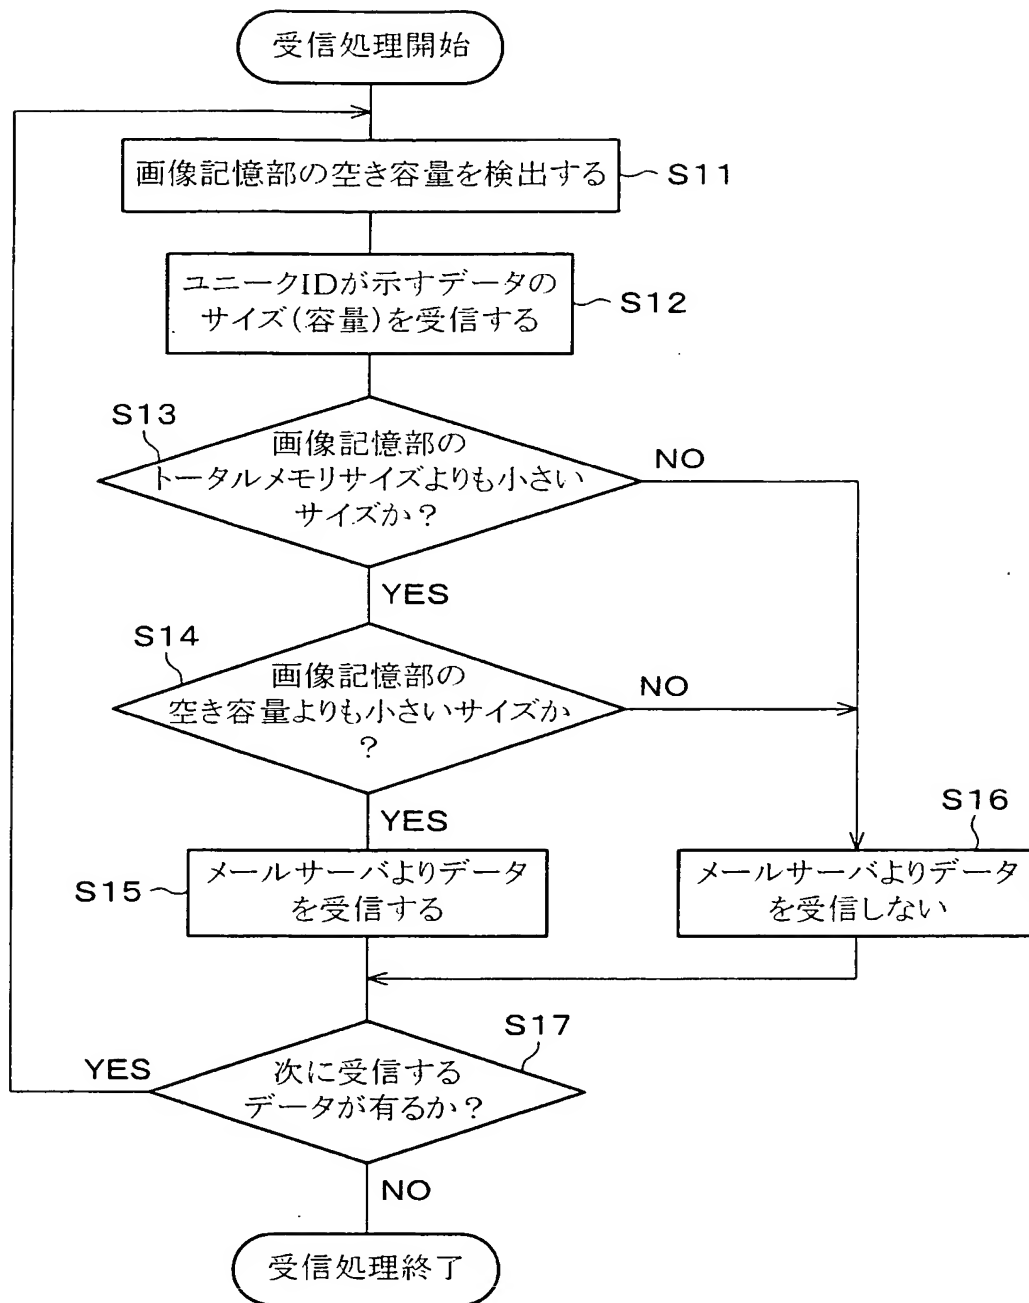 受信処理開始
画像記憶部の空き容量を検出する
S11
ユニークIDが示すデータの
サイズ(容量)を受信する
S12
S13
画像記憶部の
トータルメモリサイズよりも小さい
サイズか?
NO
YES
S14
画像記憶部の
空き容量よりも小さいサイズか
?
NO
YES
S15
メールサーバよりデータ
を受信する
S16
メールサーバよりデータ
を受信しない
S17
次に受信する
データが有るか?
YES
NO
受信処理終了